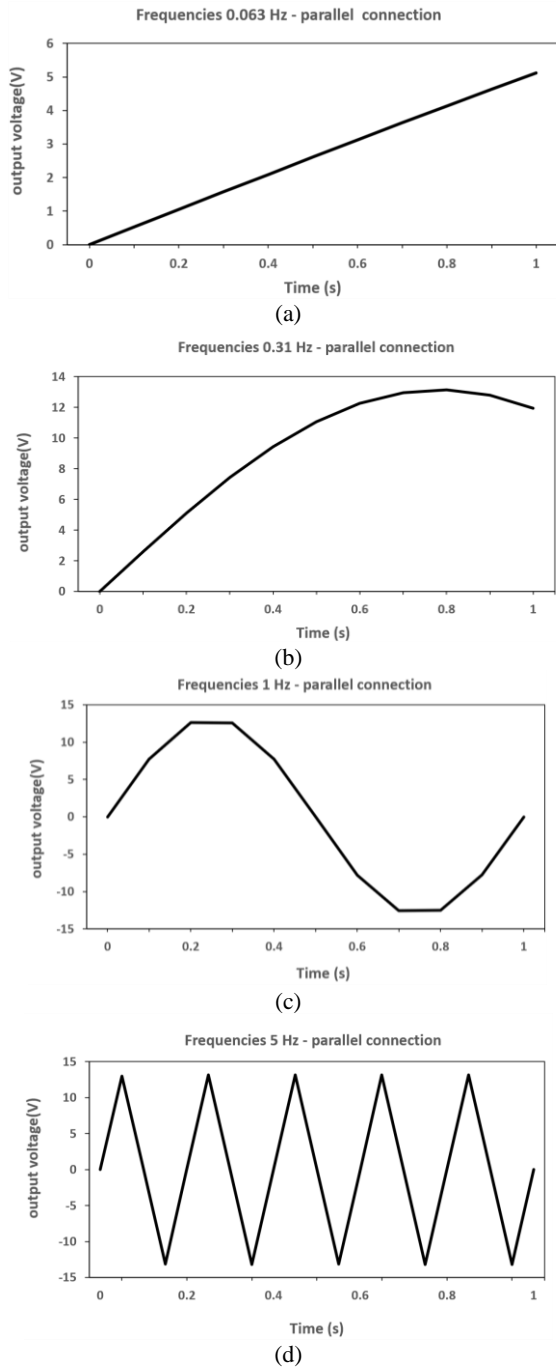 Frequencies 0.063 Hz - parallel connection
output voltage(V)
6
5
4
3
2
1
0
0 0.2 0.4 0.6 0.8 1
Time (s)
(a)
Frequencies 0.31 Hz - parallel connection
output voltage(V)
14
12
10
8
6
4
2
0
0 0.2 0.4 0.6 0.8 1
Time (s)
(b)
Frequencies 1 Hz - parallel connection
output voltage(V)
15
10
5
0
-5
-10
-15
0 0.2 0.4 0.6 0.8 1
Time (s)
(c)
Frequencies 5 Hz - parallel connection
output voltage(V)
15
10
5
0
-5
-10
-15
0 0.2 0.4 0.6 0.8 1
Time (s)
(d)